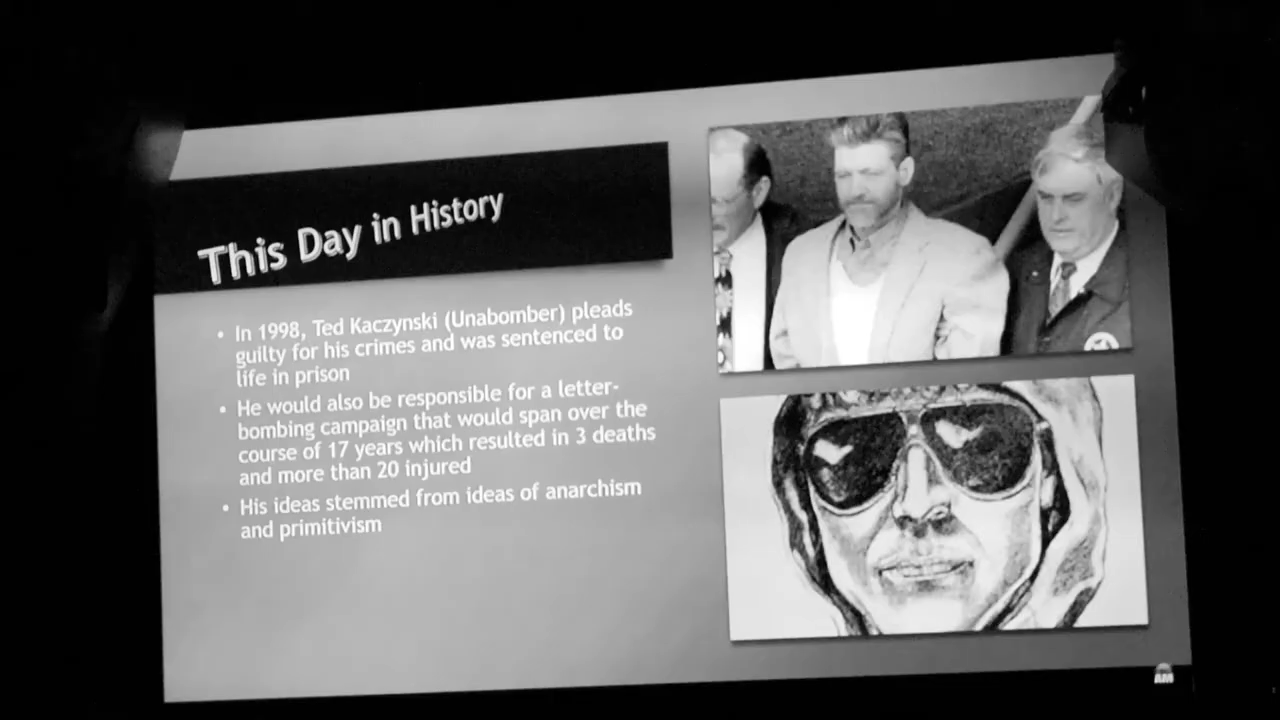 This Day in History
• In 1998, Ted Kaczynski (Unabomber) pleads
guilty for his crimes and was sentenced to
life in prison
• He would also be responsible for a letter-
bombing campaign that would span over the
course of 17 years which resulted in 3 deaths
and more than 20 injured
• His ideas stemmed from ideas of anarchism
and primitivism
AM